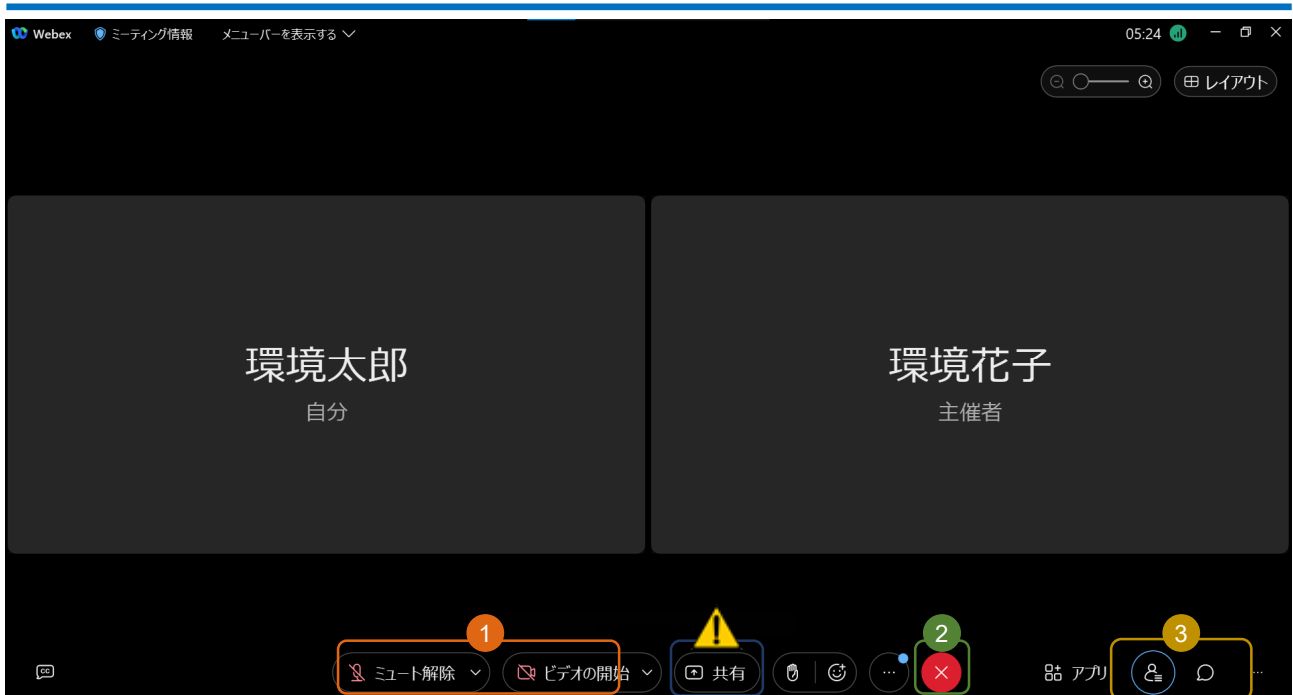 Webex ミーティング情報 メニューバーを表示する 05:24
レイアウト
環境太郎
自分
環境花子
主催者
1
2
3
CC
ミュート解除
ビデオの開始
共有
アプリ